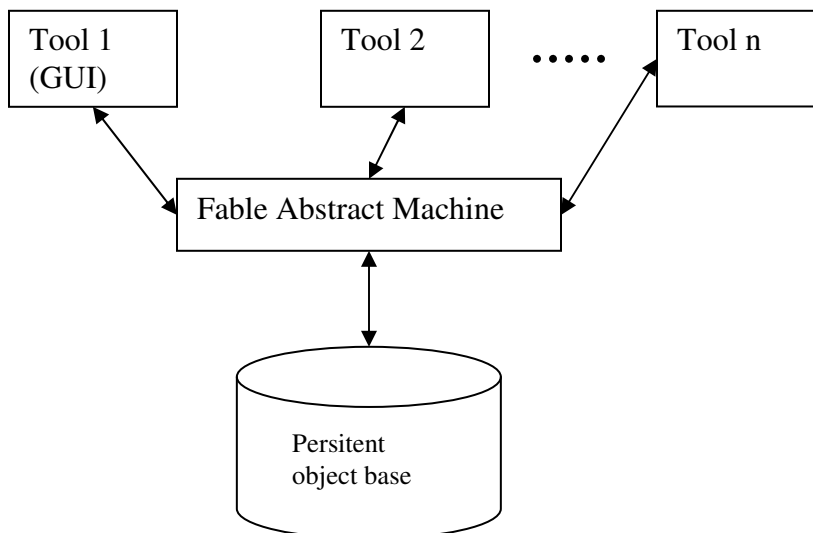 Tool 1
(GUI)
Tool 2
.....
Tool n
Fable Abstract Machine
Persitent
object base